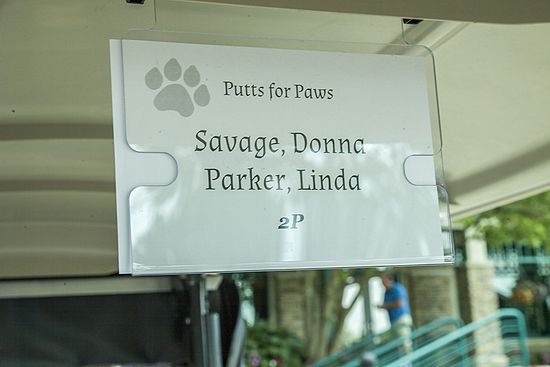 Putts for Paws
Savage, Donna
Parker, Linda
2P